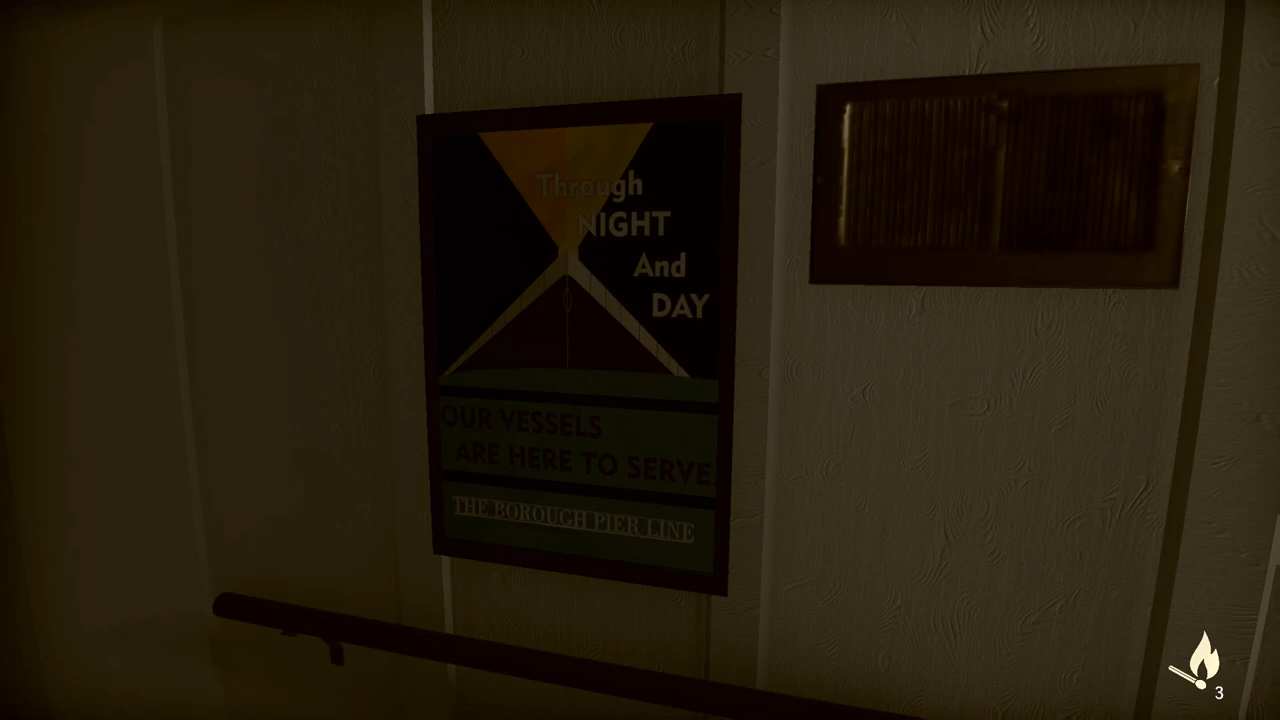 Through
NIGHT
And
DAY
OUR VESSELS
ARE HERE TO SERVE.
THE BOROUGH PIER LINE
3